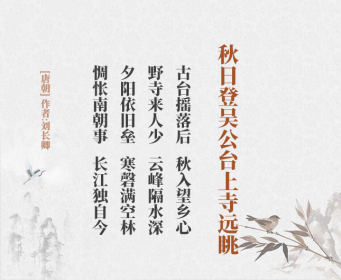 秋日登吴公台上寺远眺
古台摇落后 秋入望乡心
野寺来人少 云峰隔水深
夕阳依旧垒 寒磬满空林
惆怅南朝事 长江独自今
[唐朝] 作者:刘长卿